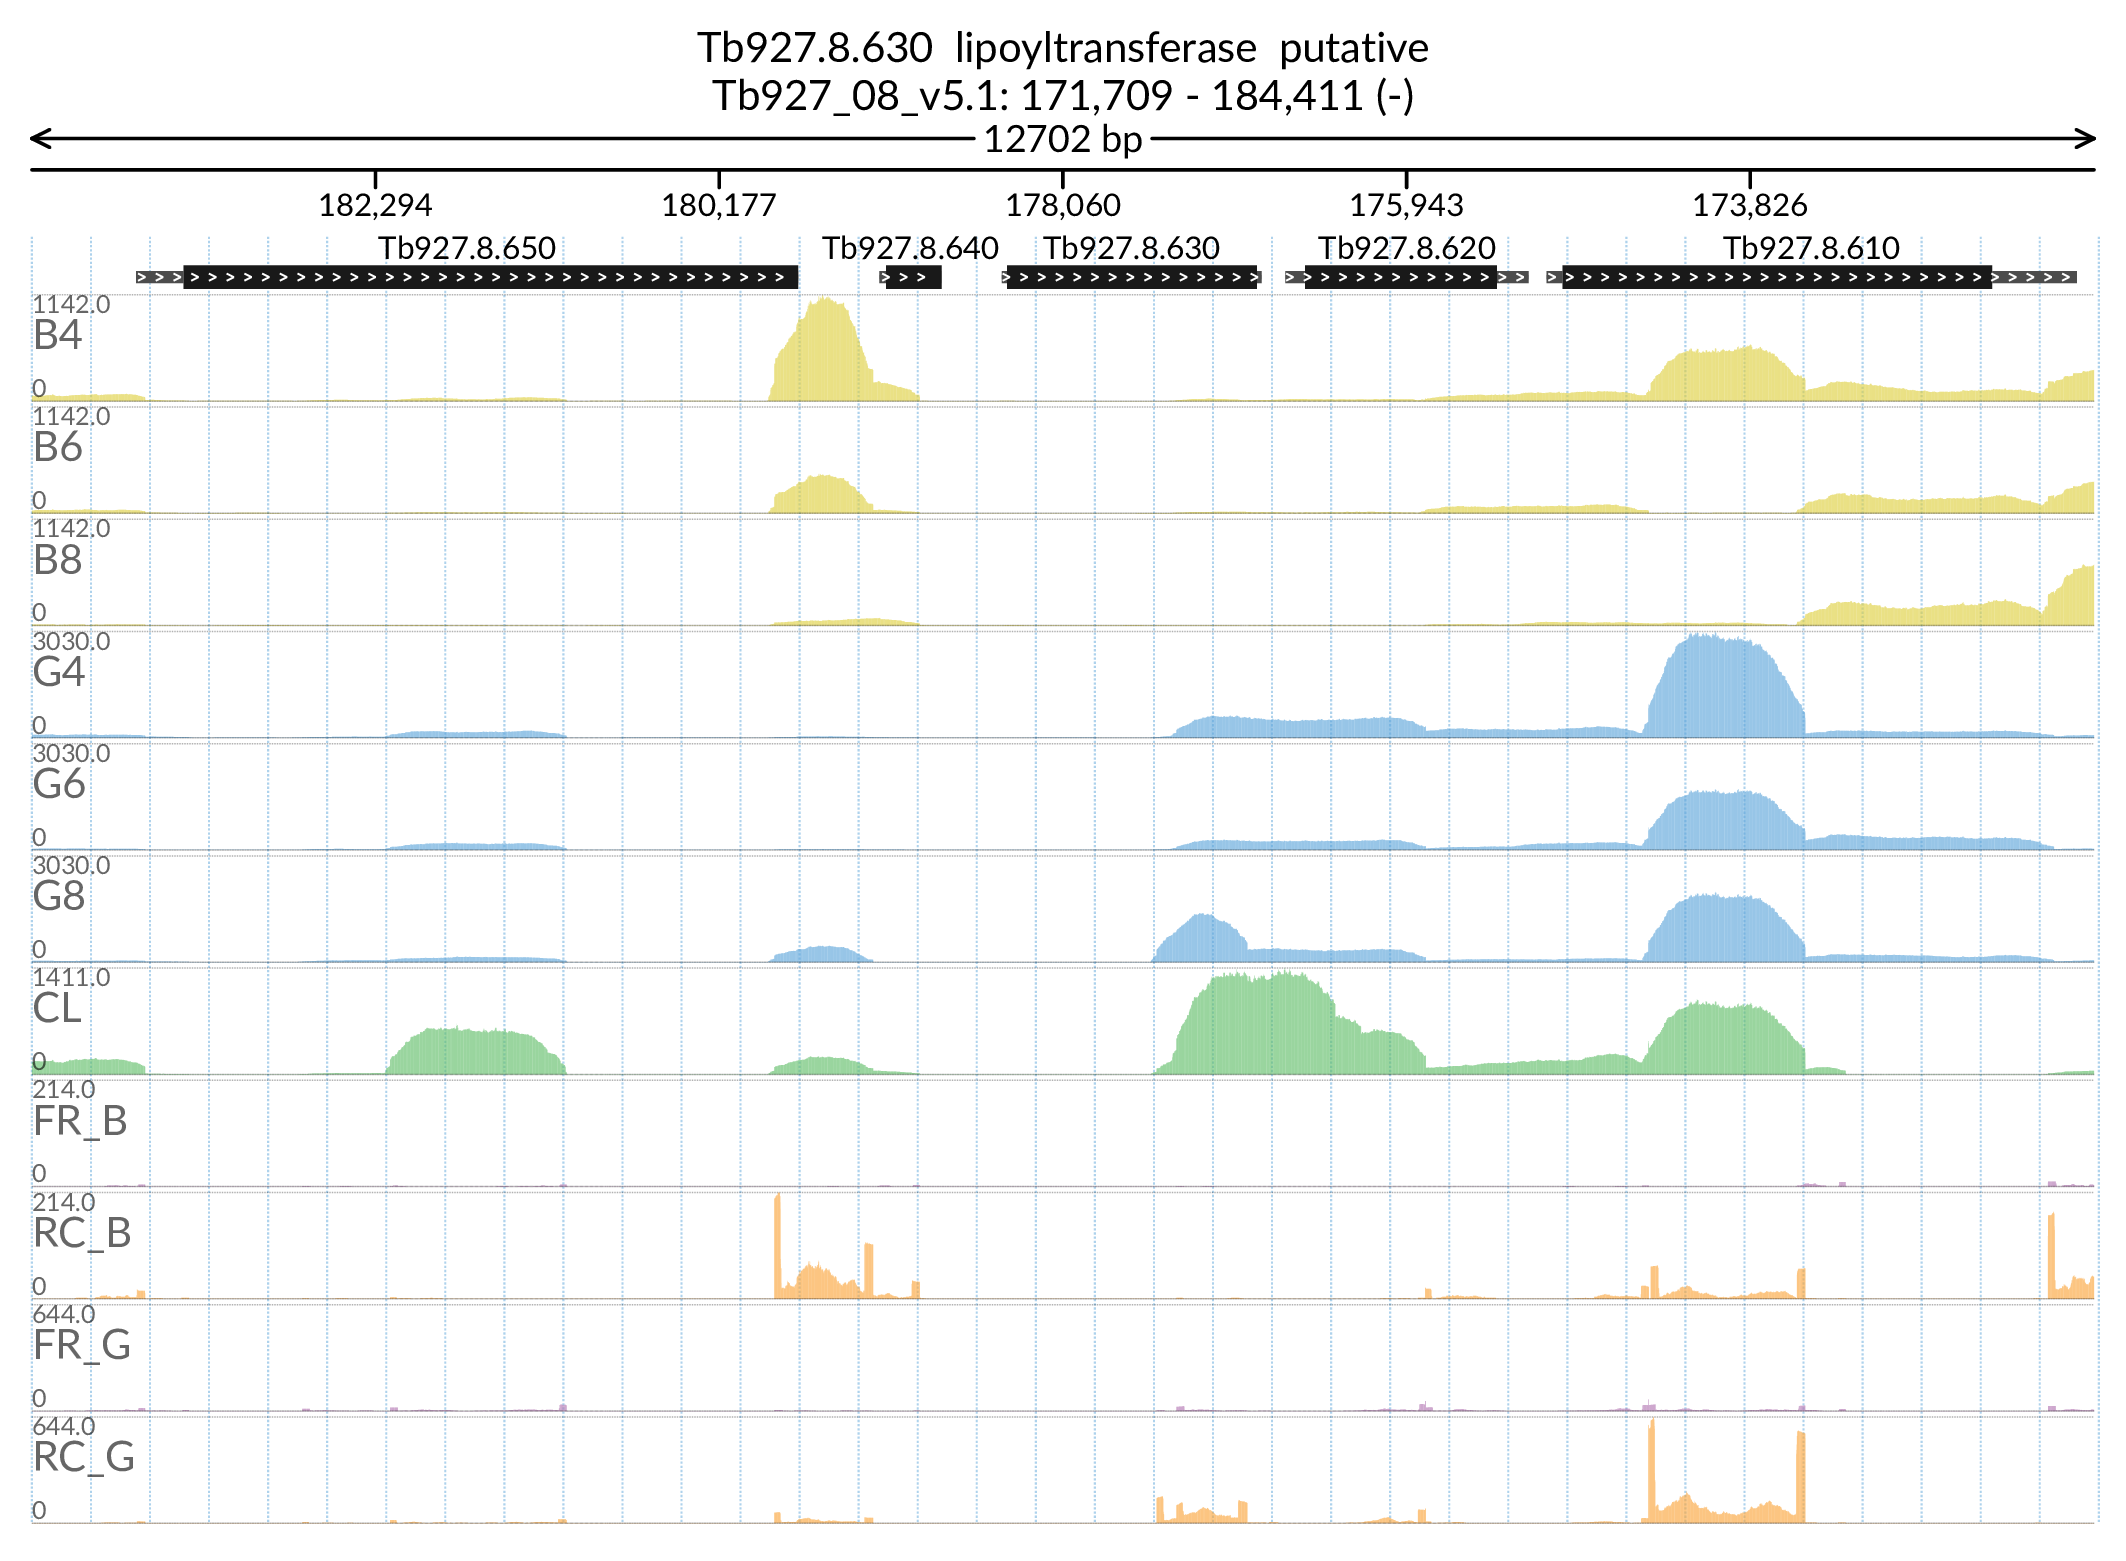 Tb927.8.630 lipoyltransferase putative
Tb927_08_v5.1: 171,709 - 184,411 (-)
12702 bp
182,294 180,177 178,060 175,943 173,826
Tb927.8.650 Tb927.8.640 Tb927.8.630 Tb927.8.620 Tb927.8.610
1142.0
B4
0
1142.0
B6
0
1142.0
B8
0
3030.0
G4
0
3030.0
G6
0
3030.0
G8
0
1411.0
CL
0
214.0
FR_B
0
214.0
RC_B
0
644.0
FR_G
0
644.0
RC_G
0